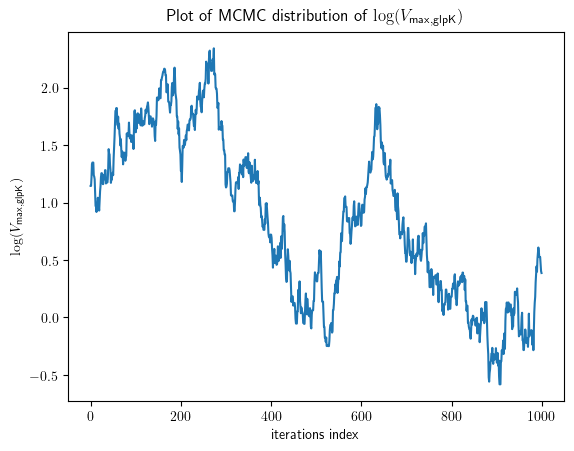 Plot of MCMC distribution of log(V_max,glpK)
log(V_max,glpK)
2.0
1.5
1.0
0.5
0.0
−0.5
0 200 400 600 800 1000
iterations index